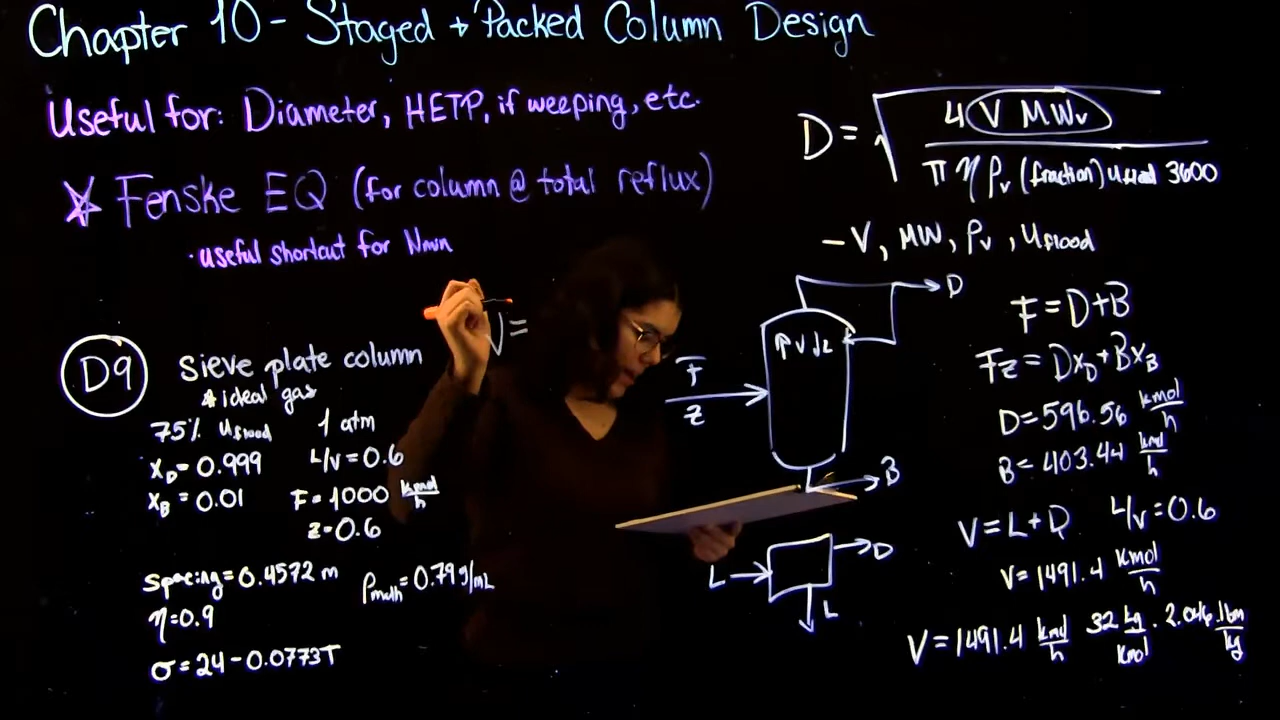 Chapter 10 - Staged + Packed Column Design
Useful for: Diameter, HETP, if weeping, etc.
☆ Fenske EQ (for column @ total reflux)
· useful shortcut for Nmin
D9 Sieve plate column
* ideal gas
75% uflood 1 atm
xD = 0.999 L/V = 0.6
xB = 0.01 F = 1000 kmol/h
z = 0.6
Spacing = 0.4572 m ρmeth = 0.79 g/mL
η = 0.9
σ = 24 - 0.0773T
V =
D = √(4 V MWv / π η ρv (fraction) uflood 3600)
- V, MW, ρv, uflood
D
↑V ↓L
F
z
B
L D
L
F = D + B
Fz = DxD + BxB
D = 596.56 kmol/h
B = 403.44 kmol/h
V = L + D L/V = 0.6
V = 1491.4 kmol/h
V = 1491.4 kmol/h 32 kg/kmol · 2.046 lbm/kg